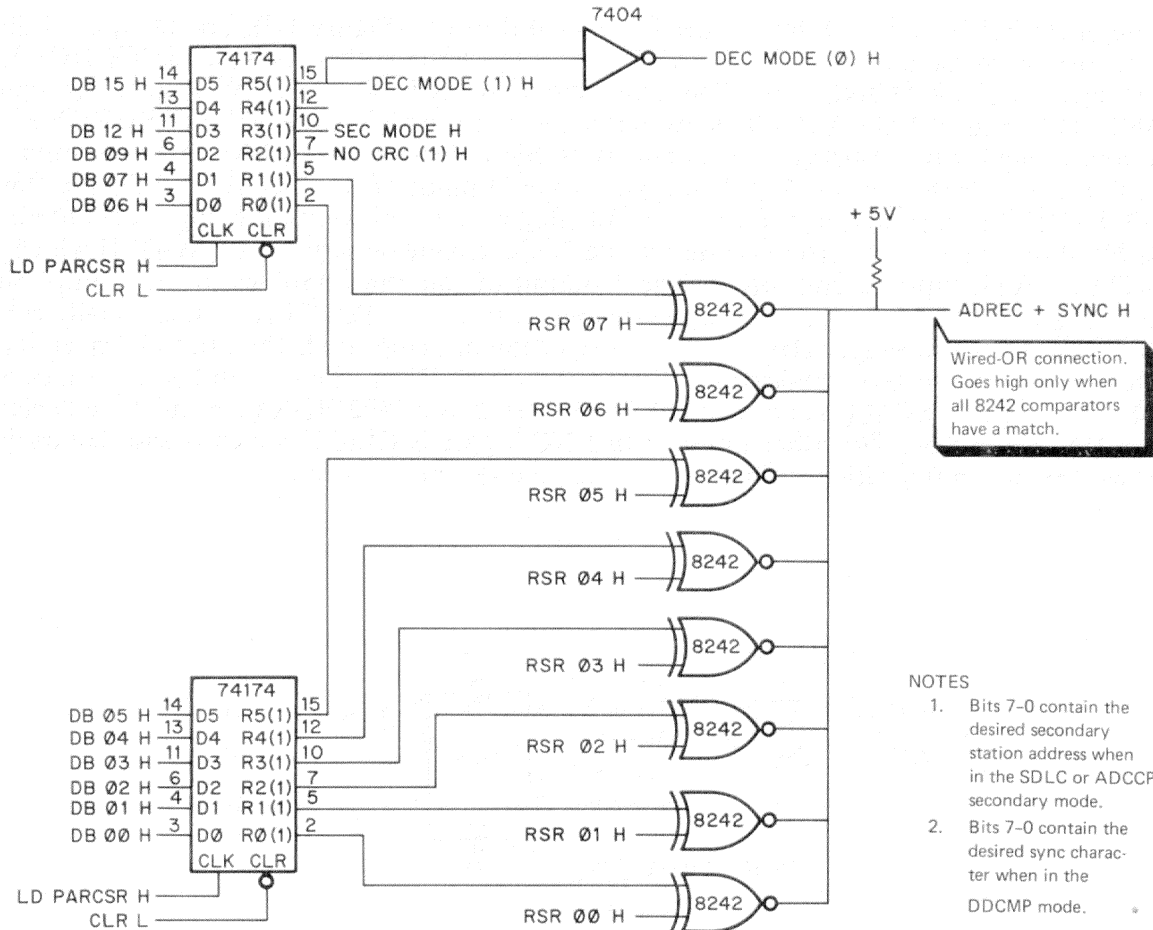 7404
DEC MODE (Ø) H
74174
DB 15 H 14 D5 R5(1) 15 DEC MODE (1) H
13 D4 R4(1) 12
DB 12 H 11 D3 R3(1) 10 SEC MODE H
DB Ø9 H 6 D2 R2(1) 7 NO CRC (1) H
DB Ø7 H 4 D1 R1(1) 5
DB Ø6 H 3 DØ RØ(1) 2
CLK CLR
LD PARCSR H
CLR L
+ 5V
8242
RSR Ø7 H
ADREC + SYNC H
Wired-OR connection.
Goes high only when
all 8242 comparators
have a match.
8242
RSR Ø6 H
8242
RSR Ø5 H
8242
RSR Ø4 H
8242
RSR Ø3 H
8242
RSR Ø2 H
8242
RSR Ø1 H
8242
RSR ØØ H
74174
DB Ø5 H 14 D5 R5(1) 15
DB Ø4 H 13 D4 R4(1) 12
DB Ø3 H 11 D3 R3(1) 10
DB Ø2 H 6 D2 R2(1) 7
DB Ø1 H 4 D1 R1(1) 5
DB ØØ H 3 DØ RØ(1) 2
CLK CLR
LD PARCSR H
CLR L
NOTES
1. Bits 7-0 contain the
desired secondary
station address when
in the SDLC or ADCCP
secondary mode.
2. Bits 7-0 contain the
desired sync charac-
ter when in the
DDCMP mode.